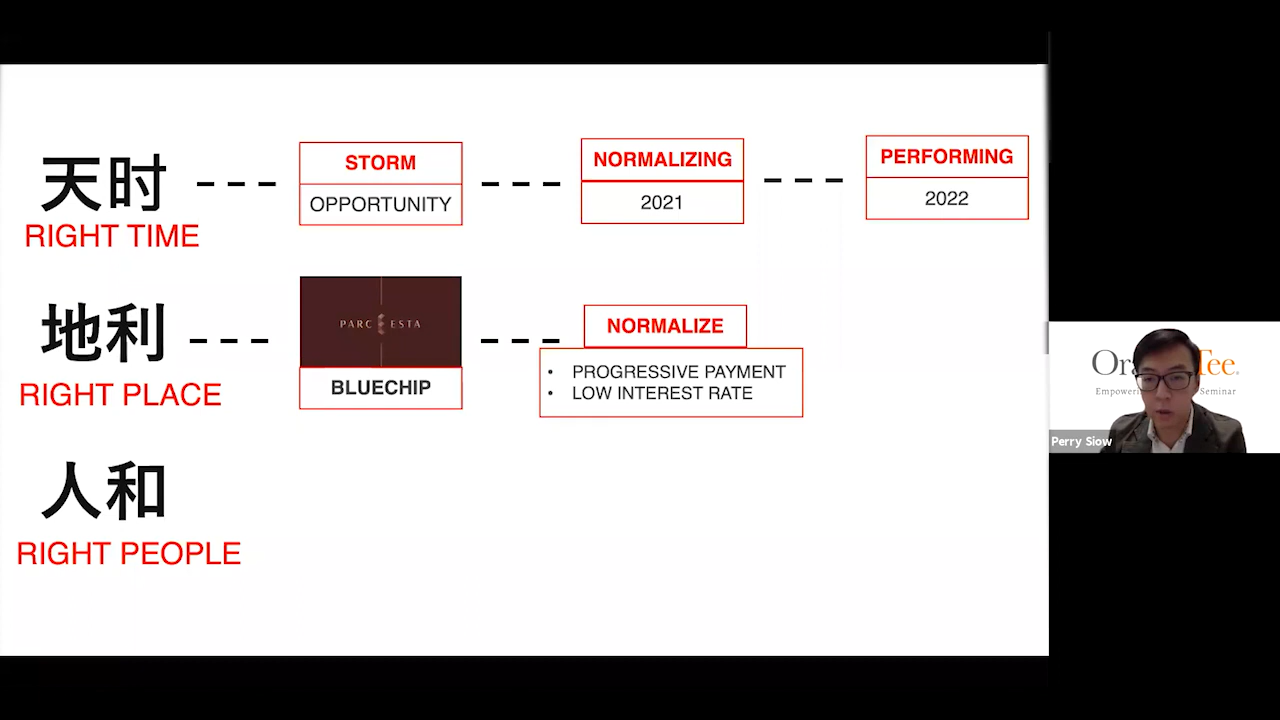 天时
RIGHT TIME
STORM
OPPORTUNITY
NORMALIZING
2021
PERFORMING
2022
地利
RIGHT PLACE
PARC ESTA
BLUECHIP
NORMALIZE
• PROGRESSIVE PAYMENT
• LOW INTEREST RATE
人和
RIGHT PEOPLE
Seminar
Perry Siow